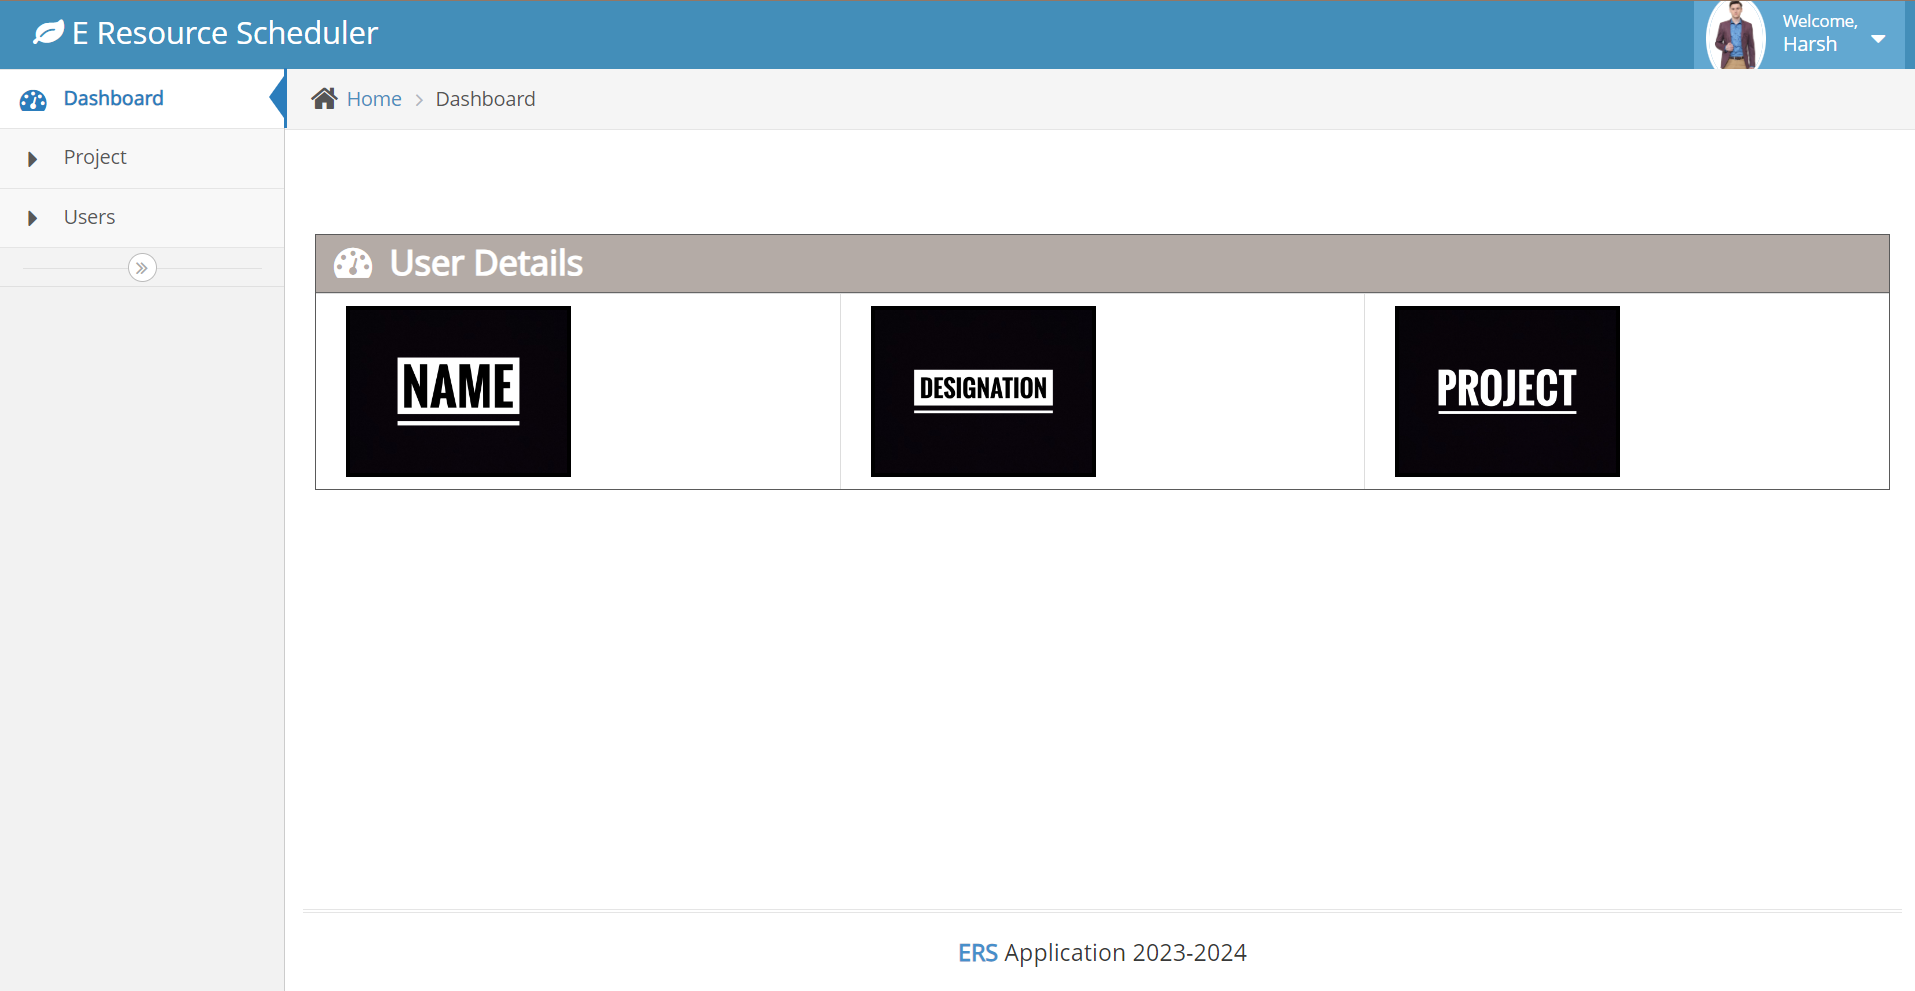 E Resource Scheduler
Welcome,
Harsh
Dashboard
Home
Dashboard
Project
Users
User Details
NAME
DESIGNATION
PROJECT
ERS Application 2023-2024